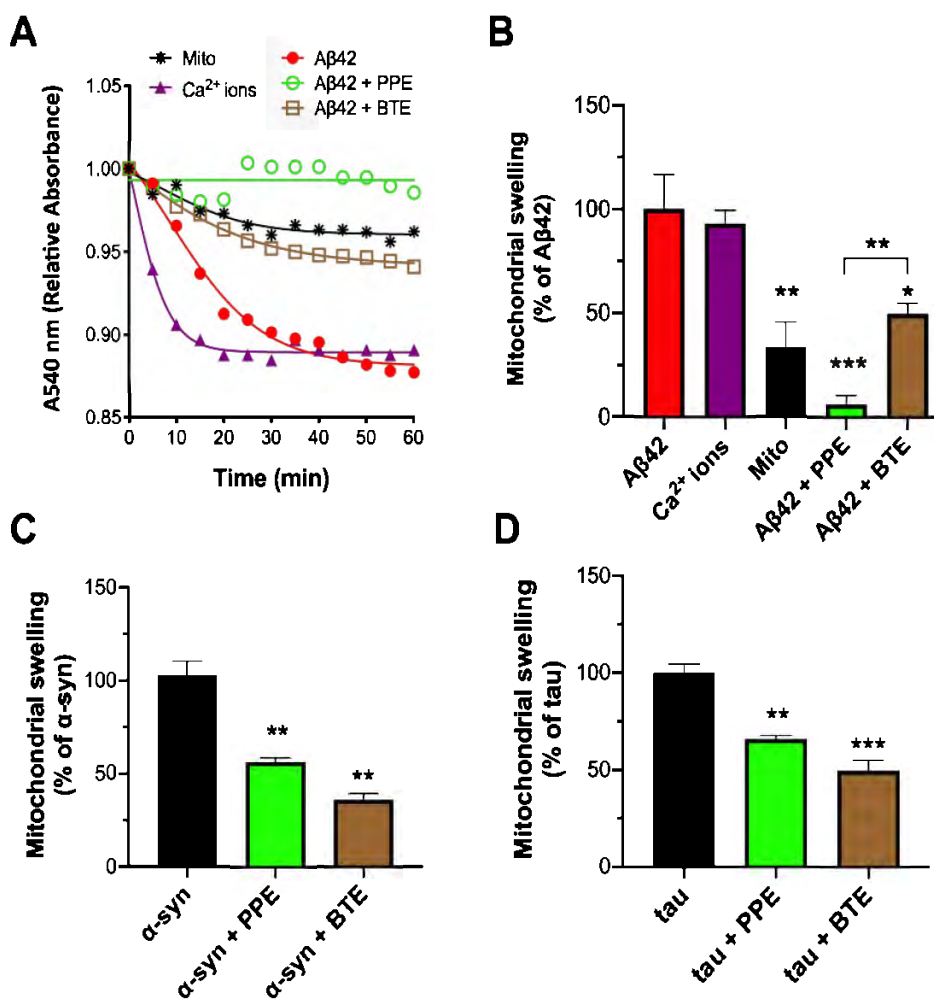 A
Mito
Ca²⁺ ions
Aβ42
Aβ42 + PPE
Aβ42 + BTE
A540 nm (Relative Absorbance)
1.05
1.00
0.95
0.90
0.85
0
10
20
30
40
50
60
Time (min)
B
Mitochondrial swelling
(% of Aβ42)
150
100
50
0
**
***
**
*
Aβ42
Ca²⁺ ions
Mito
Aβ42 + PPE
Aβ42 + BTE
C
Mitochondrial swelling
(% of α-syn)
150
100
50
0
**
**
α-syn
α-syn + PPE
α-syn + BTE
D
Mitochondrial swelling
(% of tau)
150
100
50
0
**
***
tau
tau + PPE
tau + BTE